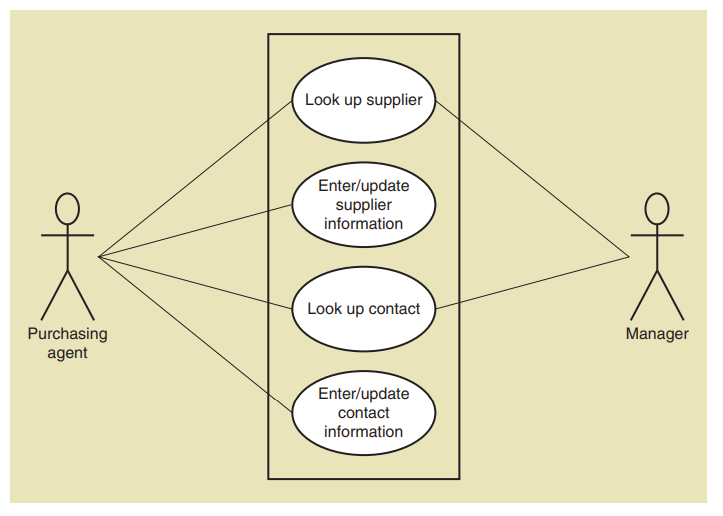 Look up supplier
Enter/update
supplier
information
Look up contact
Enter/update
contact
information
Purchasing
agent
Manager